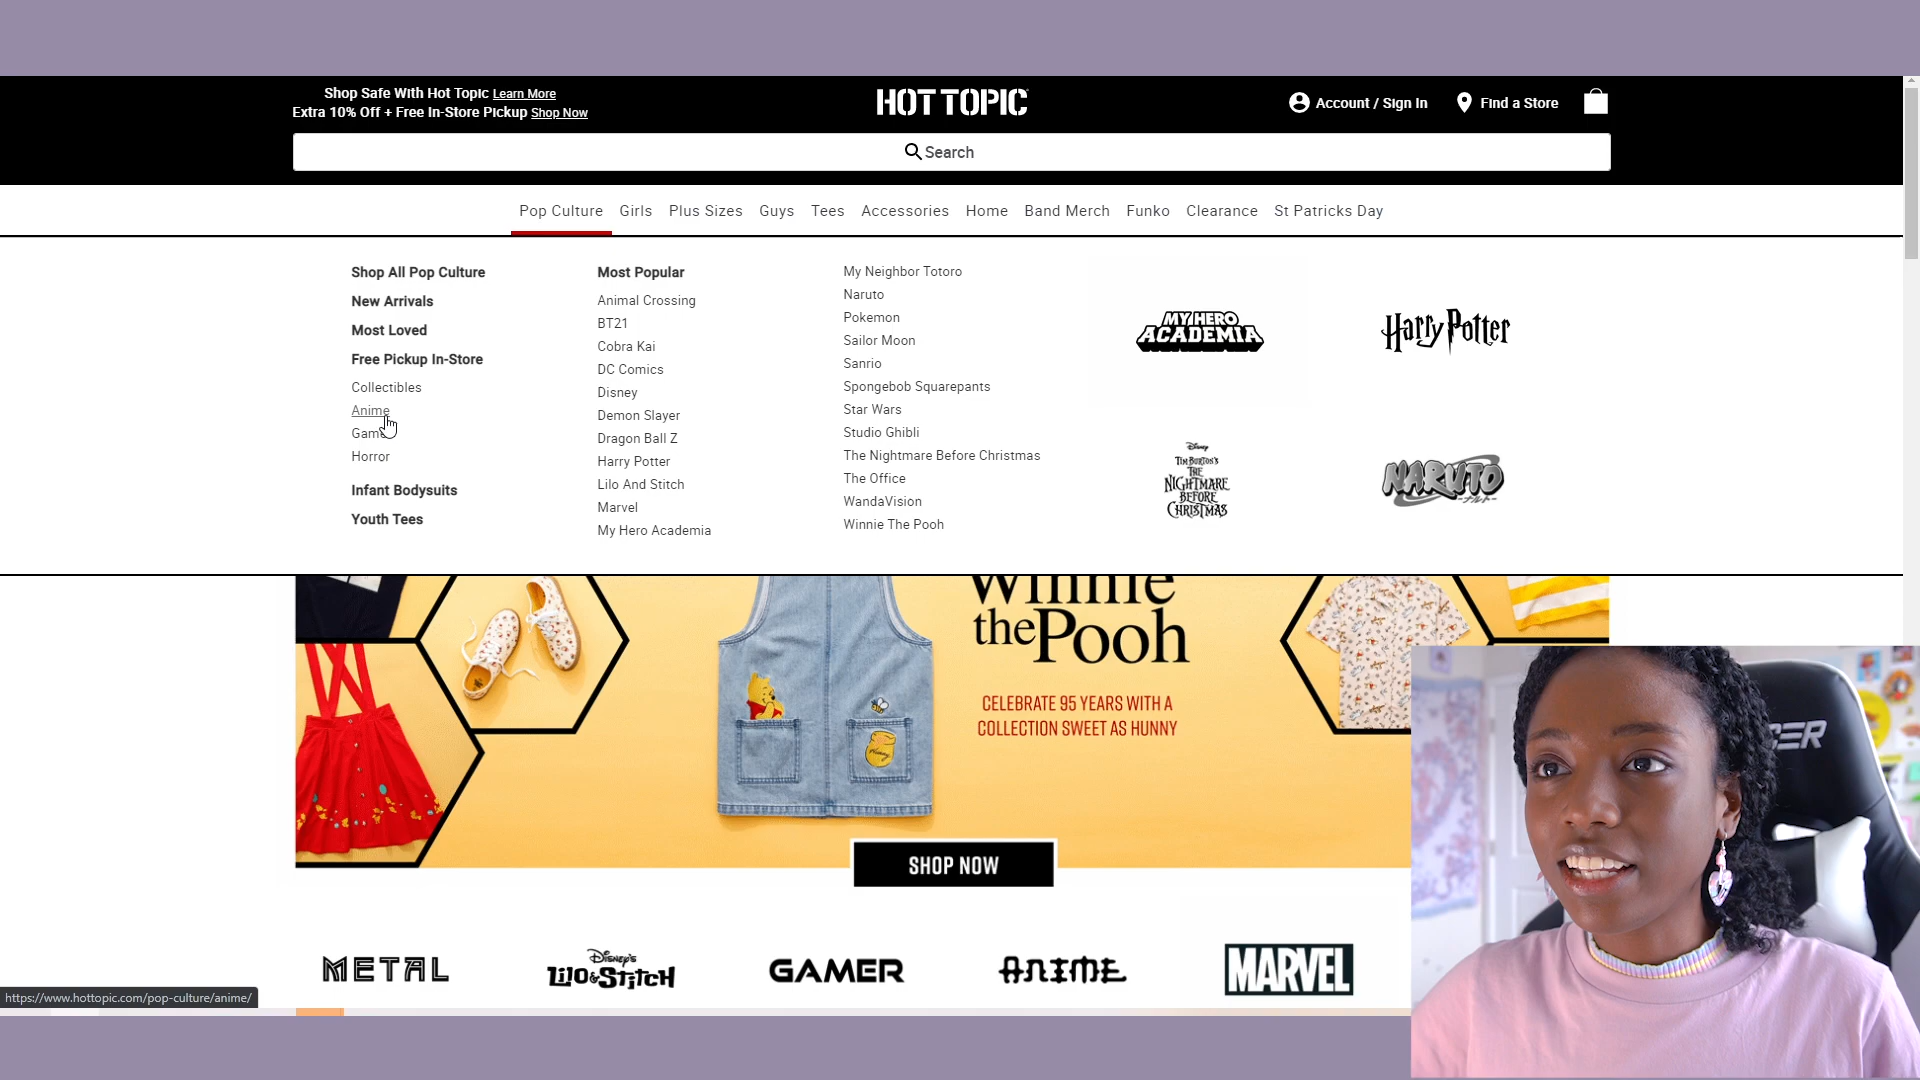 Shop Safe With Hot Topic Learn More
Extra 10% Off + Free In-Store Pickup Shop Now
HOT TOPIC
Account / Sign In
Find a Store
Search
Pop Culture
Girls
Plus Sizes
Guys
Tees
Accessories
Home
Band Merch
Funko
Clearance
St Patricks Day
Shop All Pop Culture
New Arrivals
Most Loved
Free Pickup In-Store
Collectibles
Anime
Game
Horror
Infant Bodysuits
Youth Tees
Most Popular
Animal Crossing
BT21
Cobra Kai
DC Comics
Disney
Demon Slayer
Dragon Ball Z
Harry Potter
Lilo And Stitch
Marvel
My Hero Academia
My Neighbor Totoro
Naruto
Pokemon
Sailor Moon
Sanrio
Spongebob Squarepants
Star Wars
Studio Ghibli
The Nightmare Before Christmas
The Office
WandaVision
Winnie The Pooh
MY HERO
ACADEMIA
Harry Potter
Disney
TIM BURTON'S
THE
NIGHTMARE
BEFORE
CHRISTMAS
NARUTO
ナルト
Winnie
the Pooh
CELEBRATE 95 YEARS WITH A
COLLECTION SWEET AS HUNNY
SHOP NOW
METAL
Disney's
Lilo & Stitch
GAMER
ANIME
MARVEL
https://www.hottopic.com/pop-culture/anime/